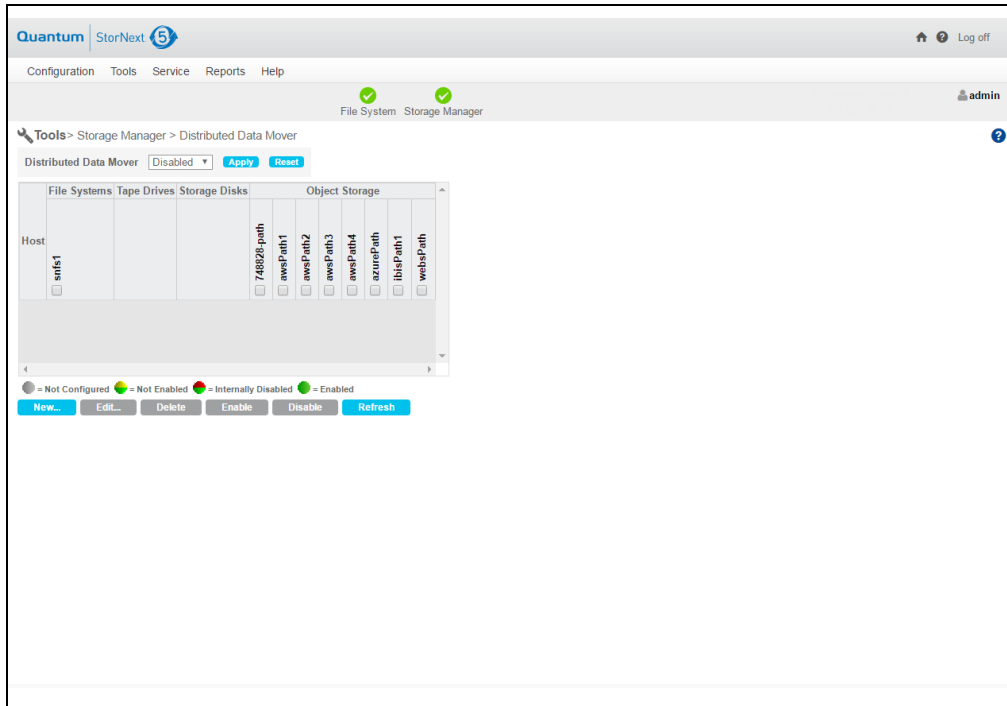 Quantum StorNext 5
Log off
Configuration Tools Service Reports Help
File System Storage Manager
admin
Tools> Storage Manager > Distributed Data Mover
Distributed Data Mover Disabled Apply Reset
Host File Systems Tape Drives Storage Disks Object Storage
snfs1
748828-path
awsPath1
awsPath2
awsPath3
awsPath4
azurePath
ibisPath1
websPath
= Not Configured = Not Enabled = Internally Disabled = Enabled
New... Edit... Delete Enable Disable Refresh